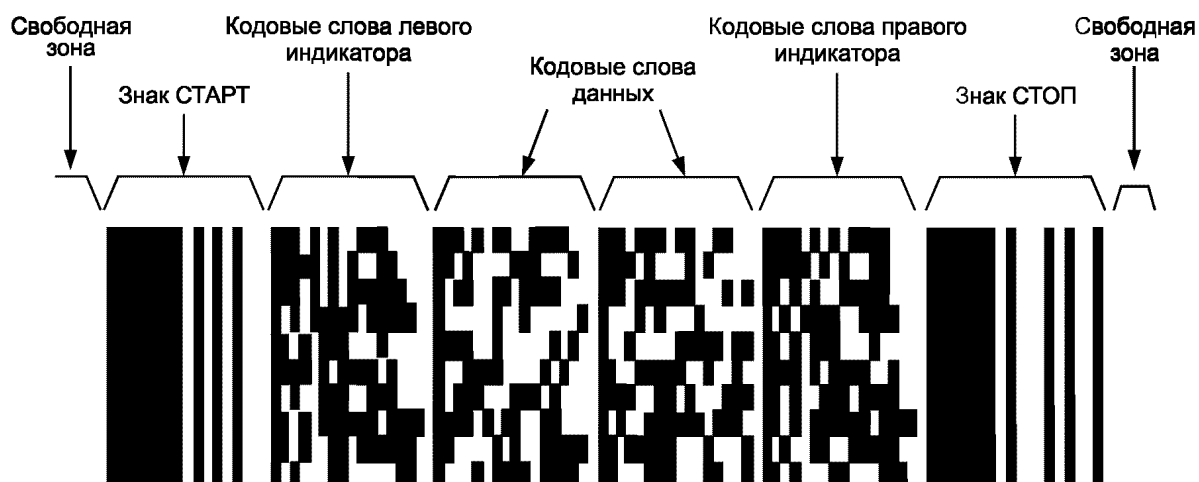 Свободная
зона
Знак СТАРТ
Кодовые слова левого
индикатора
Кодовые слова
данных
Кодовые слова правого
индикатора
Знак СТОП
Свободная
зона